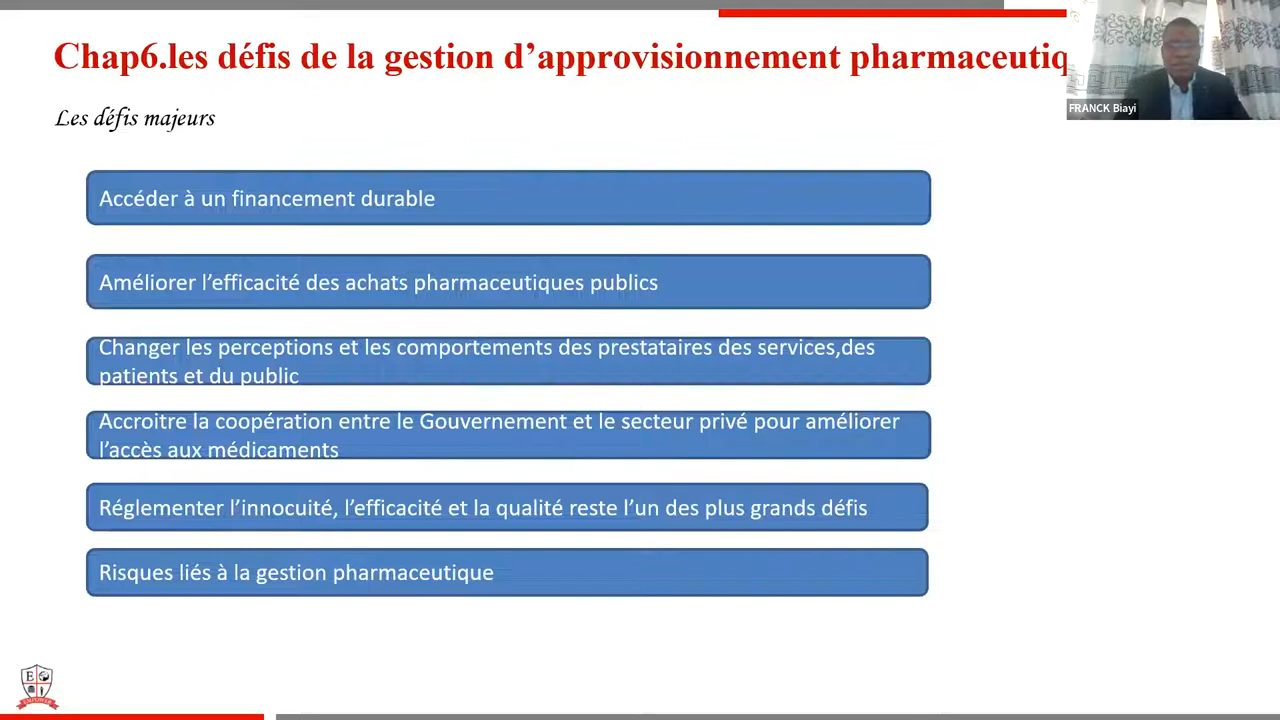 Chap6.les défis de la gestion d’approvisionnement pharmaceutiq
FRANCK Biayi
Les défis majeurs
Accéder à un financement durable
Améliorer l’efficacité des achats pharmaceutiques publics
Changer les perceptions et les comportements des prestataires des services,des
patients et du public
Accroitre la coopération entre le Gouvernement et le secteur privé pour améliorer
l’accès aux médicaments
Réglementer l’innocuité, l’efficacité et la qualité reste l’un des plus grands défis
Risques liés à la gestion pharmaceutique
E